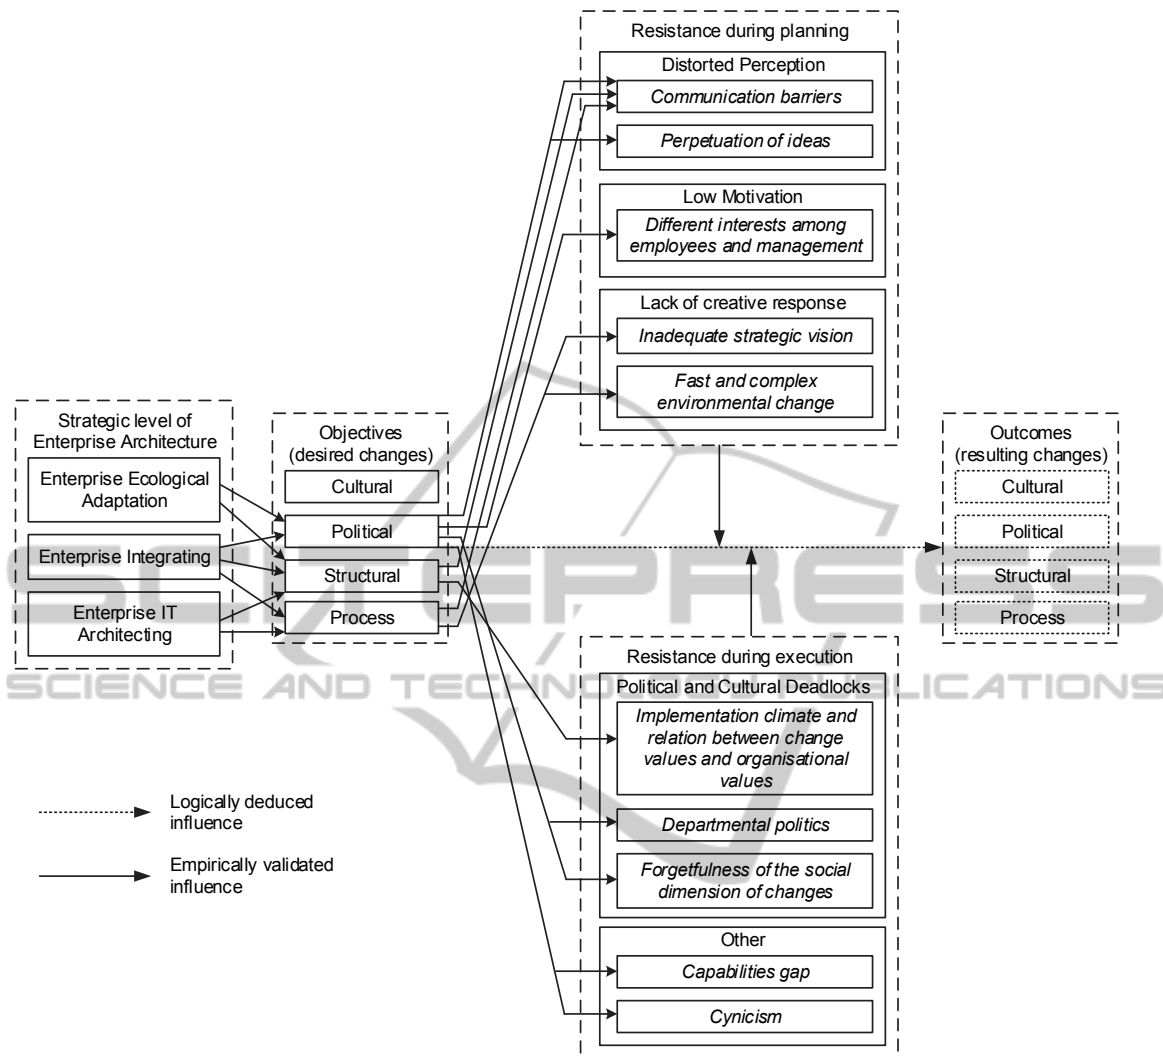 Resistance during planning
Distorted Perception
Communication barriers
Perpetuation of ideas
Low Motivation
Different interests among
employees and management
Lack of creative response
Inadequate strategic vision
Fast and complex
environmental change
Strategic level of
Enterprise Architecture
Enterprise Ecological
Adaptation
Enterprise Integrating
Enterprise IT
Architecting
Objectives
(desired changes)
Cultural
Political
Structural
Process
Outcomes
(resulting changes)
Cultural
Political
Structural
Process
SCITEPRESS
SCIENCE AND TECHNOLOGY PUBLICATIONS
Resistance during execution
Political and Cultural Deadlocks
Implementation climate and
relation between change
values and organisational
values
Departmental politics
Forgetfulness of the social
dimension of changes
Other
Capabilities gap
Cynicism
Logically deduced
influence
Empirically validated
influence